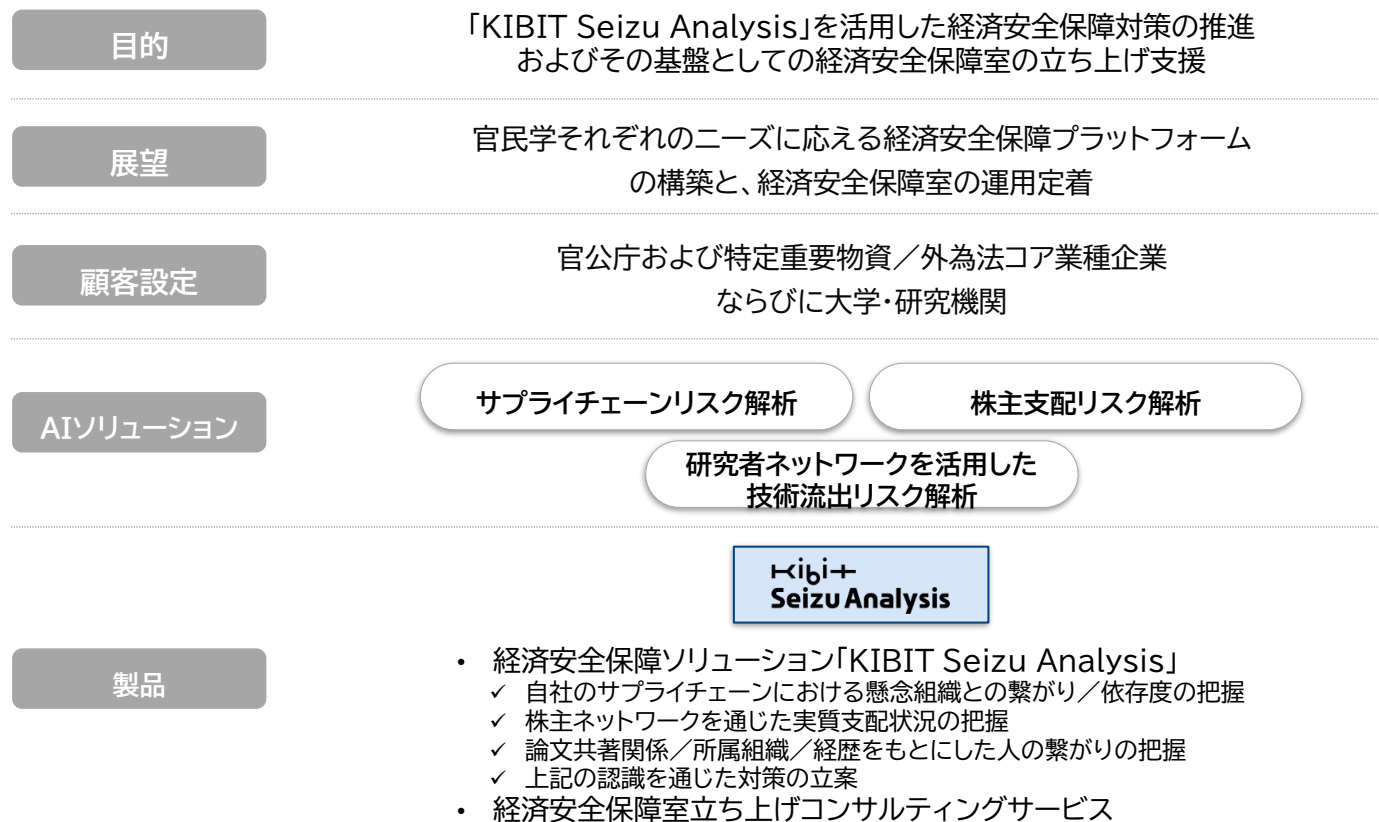 目的
「KIBIT Seizu Analysis」を活用した経済安全保障対策の推進
およびその基盤としての経済安全保障室の立ち上げ支援
展望
官民学それぞれのニーズに応える経済安全保障プラットフォーム
の構築と、経済安全保障室の運用定着
顧客設定
官公庁および特定重要物資／外為法コア業種企業
ならびに大学・研究機関
AIソリューション
サプライチェーンリスク解析
株主支配リスク解析
研究者ネットワークを活用した
技術流出リスク解析
製品
Kibit
Seizu Analysis
• 経済安全保障ソリューション「KIBIT Seizu Analysis」
✓ 自社のサプライチェーンにおける懸念組織との繋がり／依存度の把握
✓ 株主ネットワークを通じた実質支配状況の把握
✓ 論文共著関係／所属組織／経歴をもとにした人の繋がりの把握
✓ 上記の認識を通じた対策の立案
• 経済安全保障室立ち上げコンサルティングサービス